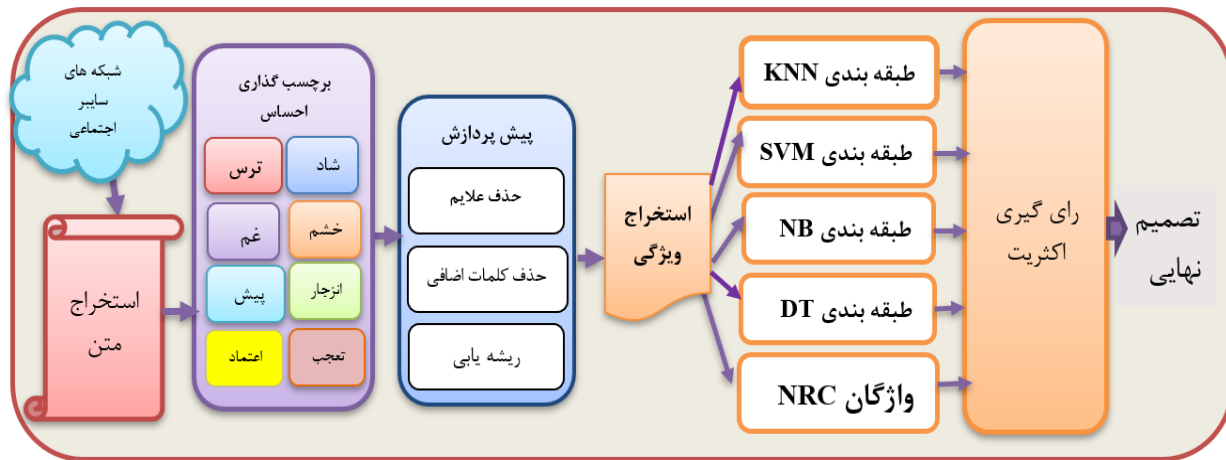 شبکه های
سایبر
اجتماعی
استخراج
متن
برچسب گذاری
احساس
شاد
ترس
خشم
غم
انزجار
پیش
تعجب
اعتماد
پیش پردازش
حذف علایم
حذف کلمات اضافی
ریشه یابی
استخراج
ویژگی
طبقه بندی KNN
طبقه بندی SVM
طبقه بندی NB
طبقه بندی DT
واژگان NRC
رای گیری
اکثریت
تصمیم
نهایی